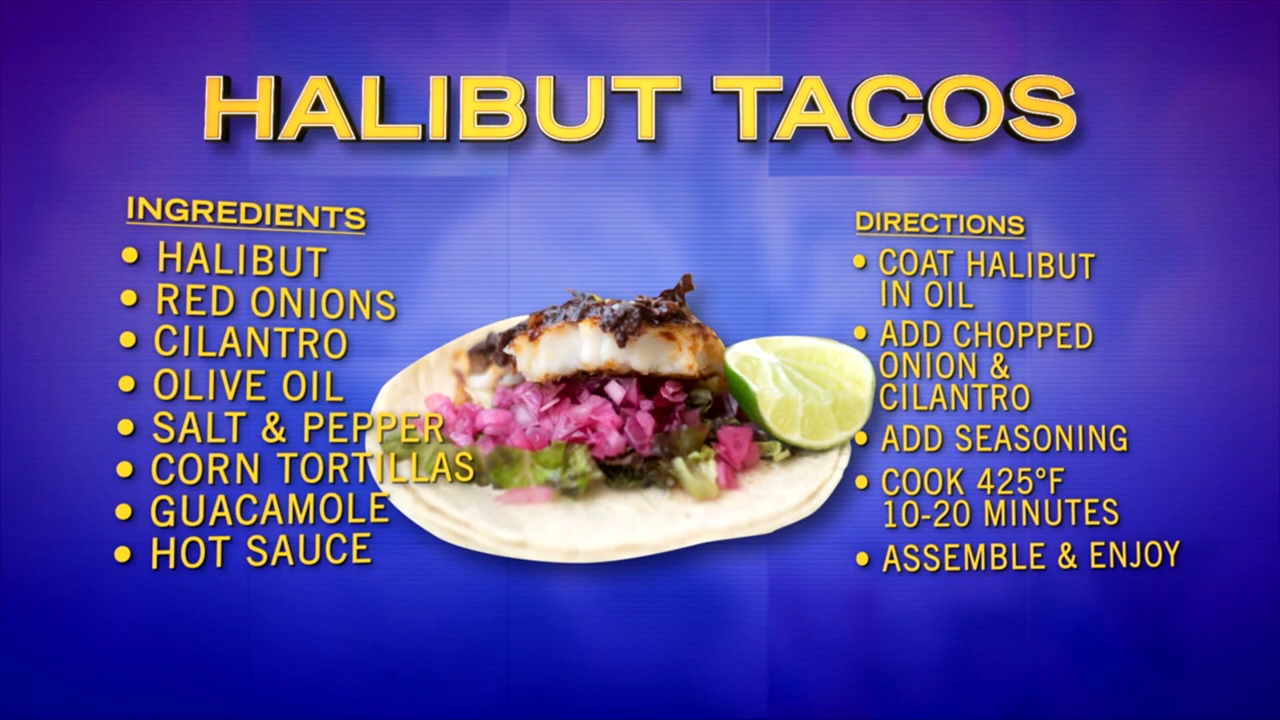 HALIBUT TACOS
INGREDIENTS
• HALIBUT
• RED ONIONS
• CILANTRO
• OLIVE OIL
• SALT & PEPPER
• CORN TORTILLAS
• GUACAMOLE
• HOT SAUCE
DIRECTIONS
• COAT HALIBUT
IN OIL
• ADD CHOPPED
ONION &
CILANTRO
• ADD SEASONING
• COOK 425°F
10-20 MINUTES
• ASSEMBLE & ENJOY